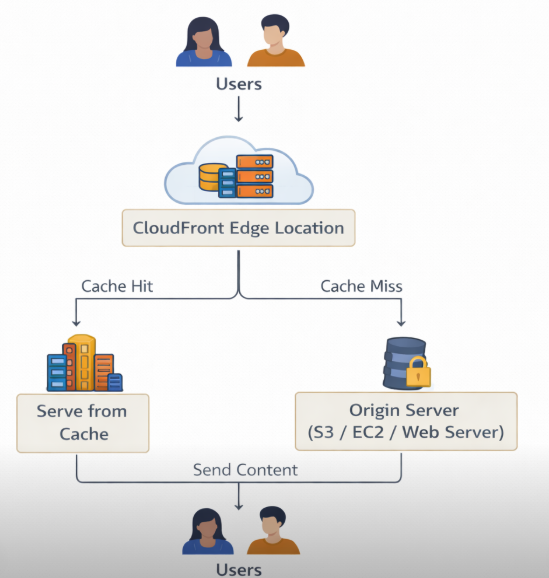 Users
CloudFront Edge Location
Cache Hit
Cache Miss
Serve from
Cache
Origin Server
(S3 / EC2 / Web Server)
Send Content
Users